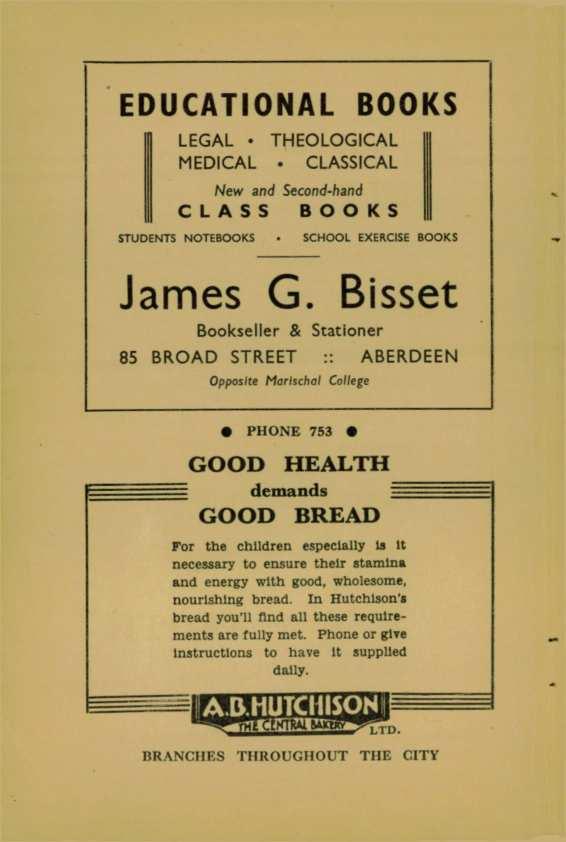 EDUCATIONAL BOOKS
LEGAL • THEOLOGICAL
MEDICAL • CLASSICAL
New and Second-hand
CLASS BOOKS
STUDENTS NOTEBOOKS • SCHOOL EXERCISE BOOKS
James G. Bisset
Bookseller & Stationer
85 BROAD STREET :: ABERDEEN
Opposite Marischal College
● PHONE 753 ●
GOOD HEALTH
demands
GOOD BREAD
For the children especially is it
necessary to ensure their stamina
and energy with good, wholesome,
nourishing bread. In Hutchison's
bread you'll find all these require-
ments are fully met. Phone or give
instructions to have it supplied
daily.
A.B. HUTCHISON
THE CENTRAL BAKERY
LTD.
BRANCHES THROUGHOUT THE CITY